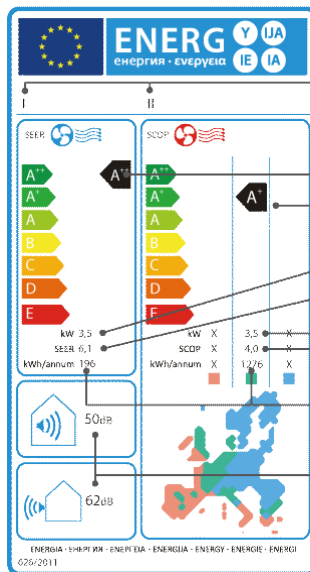 ENERG Y IJA
енергия · ενεργεια IE IA
I II
SEER SCOP
A++ A++
A+ A+
A A
B B
C C
D D
E E
A+
kW 3,5 kW X 3,5 X
SEER 6,1 SCOP X 4,0 X
kWh/annum 196 kWh/annum X 1276 X
50dB
62dB
ENERGIA · ЕНЕРГИЯ · ΕΝΕΡΓΕΙΑ · ENERGIJA · ENERGY · ENERGIE · ENERGI
626/2011